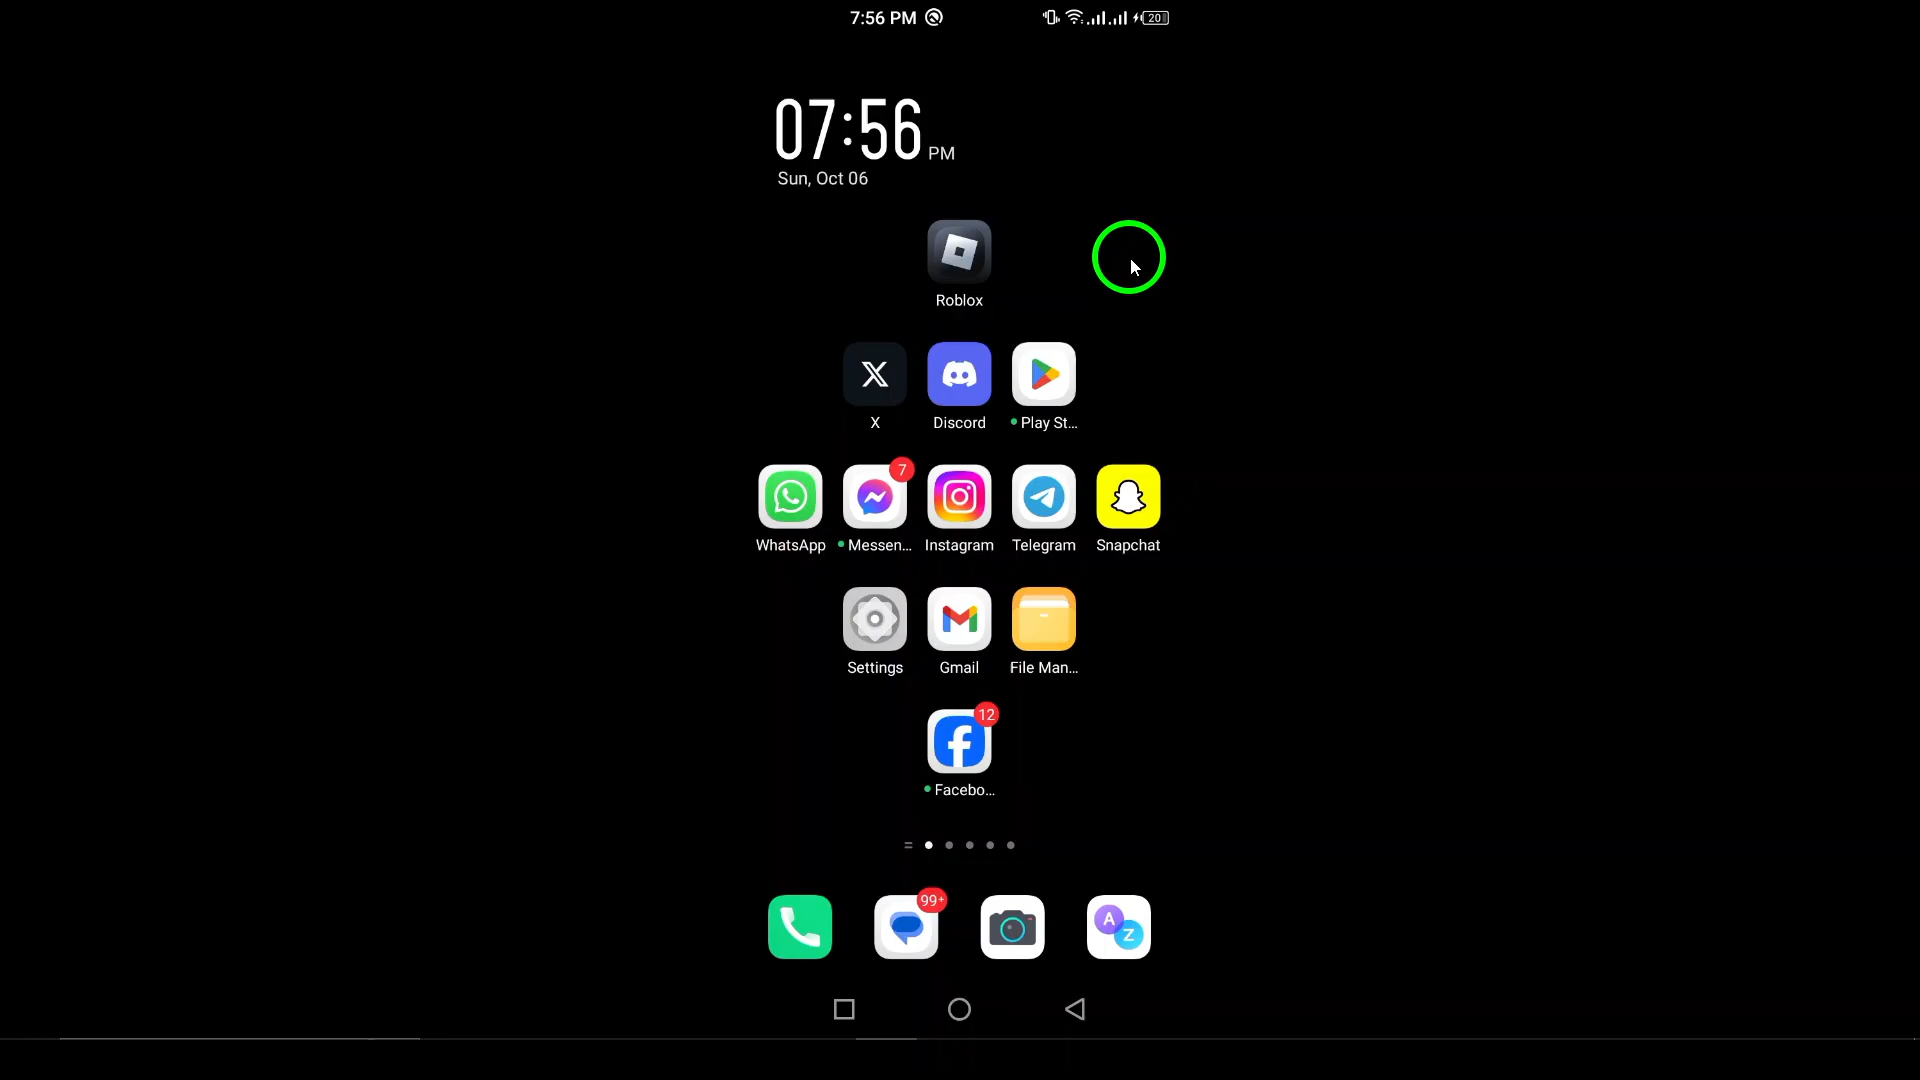 7:56 PM
20
07:56 PM
Sun, Oct 06
Roblox
X
Discord
Play St...
7
WhatsApp
Messen...
Instagram
Telegram
Snapchat
Settings
Gmail
File Man...
12
Facebo...
99+
A
Z